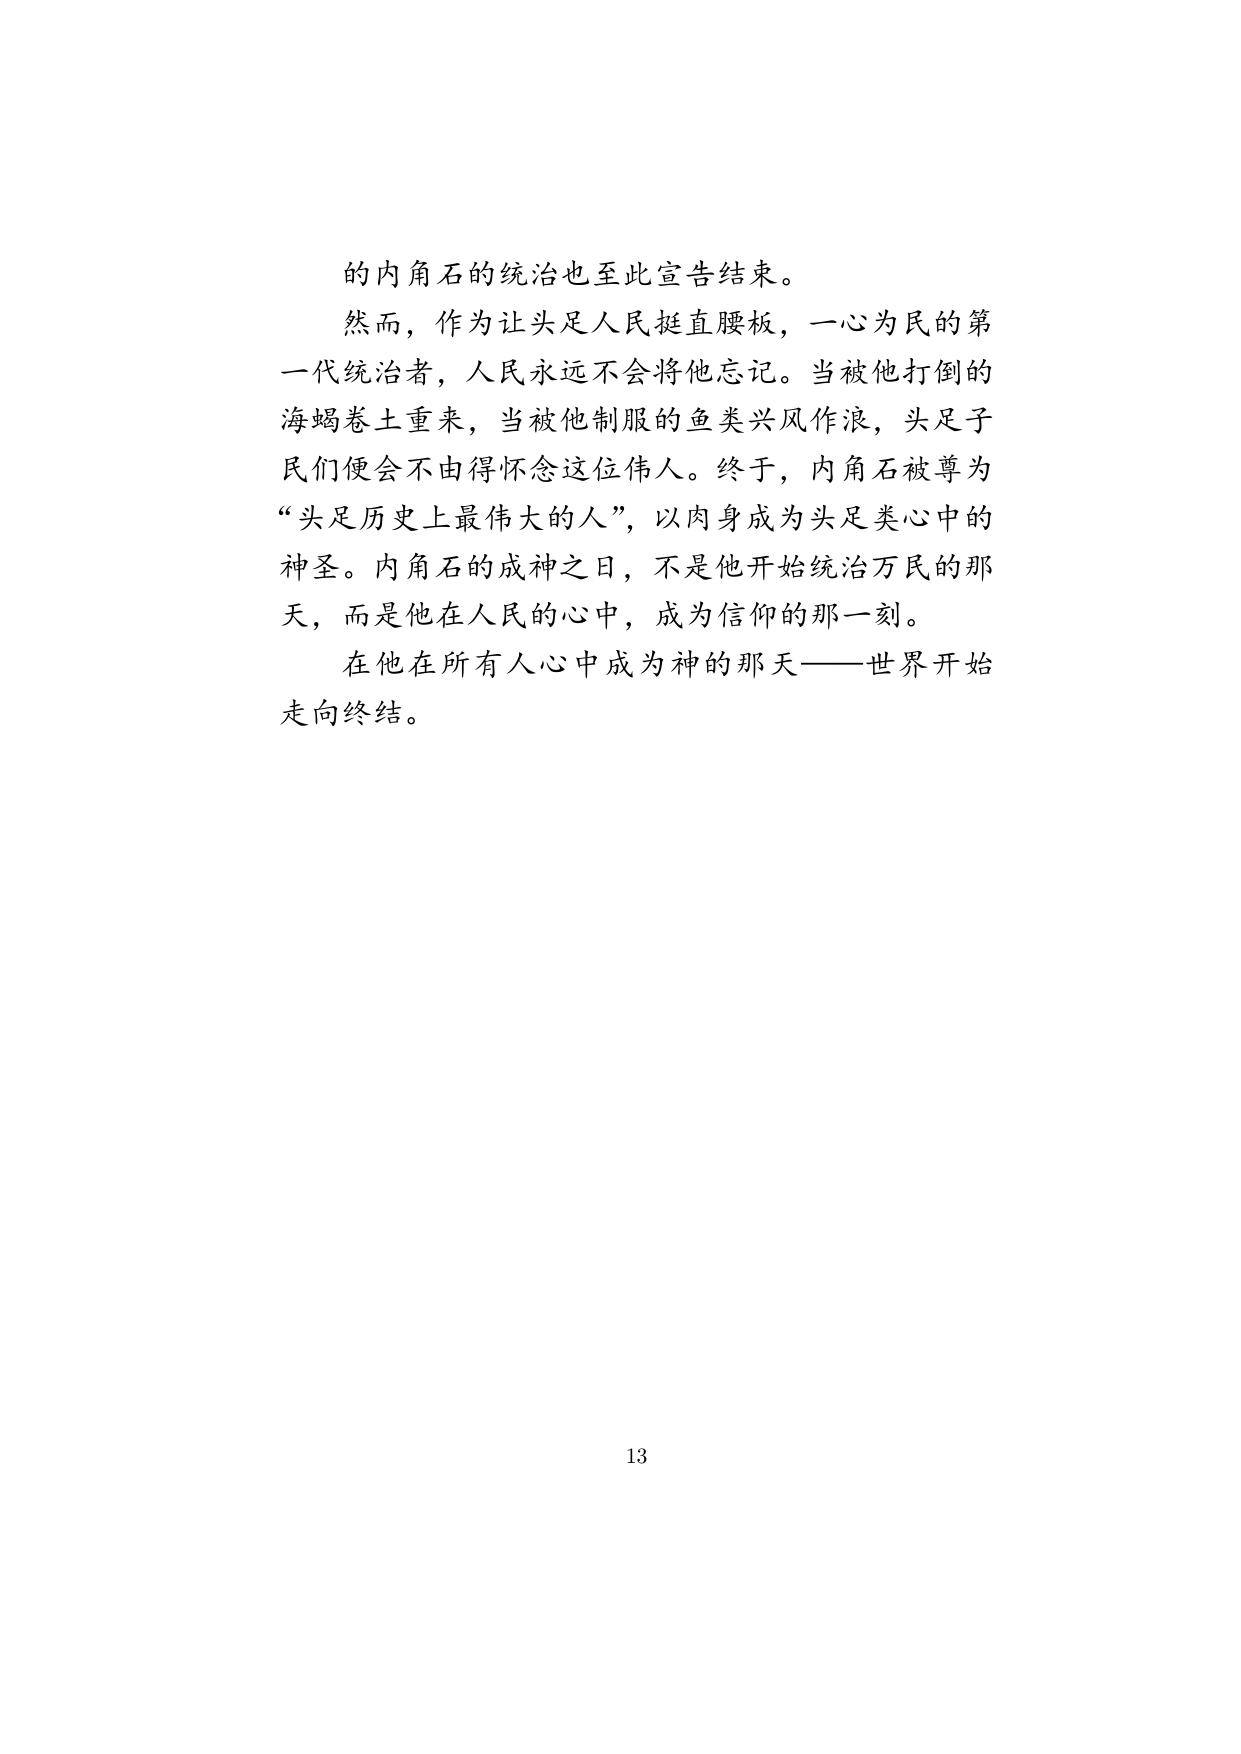 的内角石的统治也至此宣告结束。
然而，作为让头足人民挺直腰板，一心为民的第
一代统治者，人民永远不会将他忘记。当被他打倒的
海蝎卷土重来，当被他制服的鱼类兴风作浪，头足子
民们便会不由得怀念这位伟人。终于，内角石被尊为
“头足历史上最伟大的人”，以肉身成为头足类心中的
神圣。内角石的成神之日，不是他开始统治万民的那
天，而是他在人民的心中，成为信仰的那一刻。
在他在所有人心中成为神的那天——世界开始
走向终结。
13